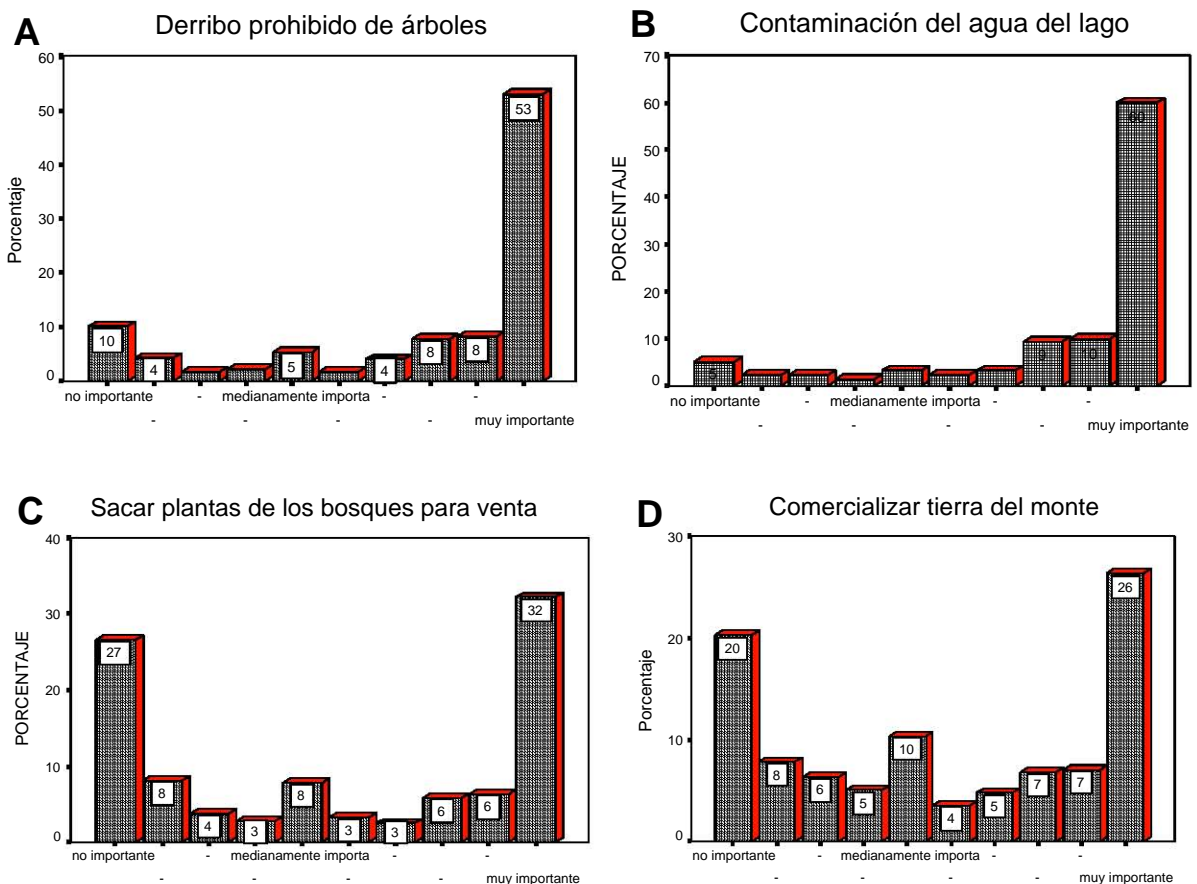 A
Derribo prohibido de árboles
Porcentaje
60
50
40
30
20
10
0
10
4
5
4
8
8
53
no importante - medianamente importa - -
- - - - muy importante
B
Contaminación del agua del lago
PORCENTAJE
70
60
50
40
30
20
10
0
5
9
10
60
no importante - medianamente importa - -
- - - - muy importante
C
Sacar plantas de los bosques para venta
PORCENTAJE
40
30
20
10
0
27
8
4
3
8
3
3
6
6
32
no importante - medianamente importa - -
- - - - muy importante
D
Comercializar tierra del monte
Porcentaje
30
20
10
0
20
8
6
5
10
4
5
7
7
26
no importante - medianamente importa - -
- - - - muy importante